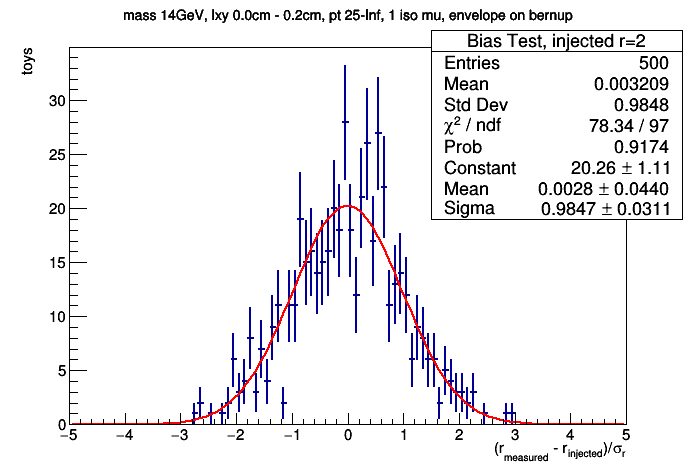 mass 14GeV, lxy 0.0cm - 0.2cm, pt 25-Inf, 1 iso mu, envelope on bernup
toys
Bias Test, injected r=2
Entries 500
Mean 0.003209
Std Dev 0.9848
χ² / ndf 78.34 / 97
Prob 0.9174
Constant 20.26 ± 1.11
Mean 0.0028 ± 0.0440
Sigma 0.9847 ± 0.0311
30
25
20
15
10
5
0
−5 −4 −3 −2 −1 0 1 2 3 4 5
(r_measured - r_injected)/σ_r